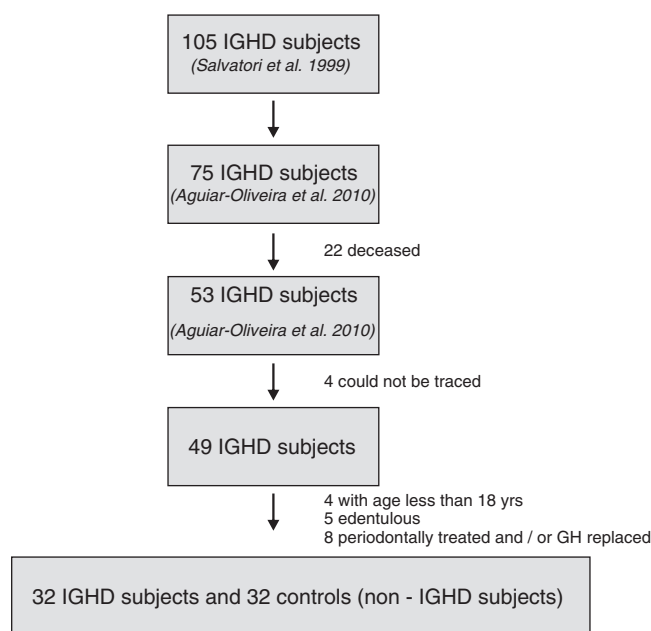 105 IGHD subjects
(Salvatori et al. 1999)
75 IGHD subjects
(Aguiar-Oliveira et al. 2010)
22 deceased
53 IGHD subjects
(Aguiar-Oliveira et al. 2010)
4 could not be traced
49 IGHD subjects
4 with age less than 18 yrs
5 edentulous
8 periodontally treated and / or GH replaced
32 IGHD subjects and 32 controls (non - IGHD subjects)